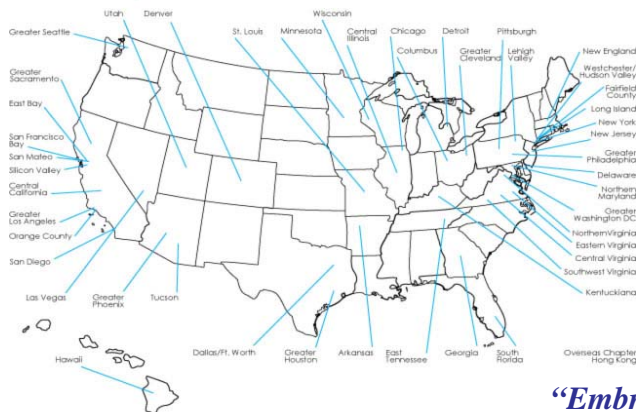 Utah
Denver
Wisconsin
Greater Seattle
St. Louis
Minnesota
Central
Illinois
Chicago
Columbus
Detroit
Greater
Cleveland
Pittsburgh
Lehigh
Valley
New England
Westchester/
Hudson Valley
Fairfield
County
Long Island
New York
New Jersey
Greater
Philadelphia
Delaware
Northern
Maryland
Greater
Washington DC
NorthernVirginia
Eastern Virginia
Central Virginia
Southwest Virginia
Kentuckiana
Greater
Sacramento
East Bay
San Francisco
Bay
San Mateo
Silicon Valley
Central
California
Greater
Los Angeles
Orange County
San Diego
Las Vegas
Greater
Phoenix
Tucson
Hawaii
Dallas/Ft. Worth
Greater
Houston
Arkansas
East
Tennessee
Georgia
South
Florida
Overseas Chapter
Hong Kong
“Embr